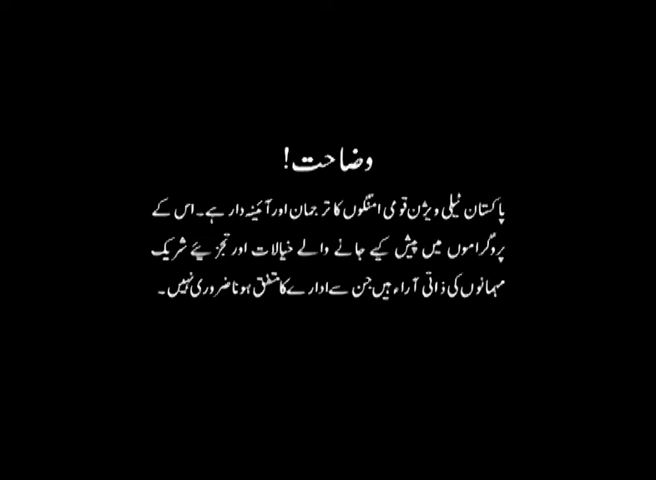 وضاحت!
پاکستان ٹیلی ویژن قومی امنگوں کا ترجمان اور آئینہ دار ہے۔ اس کے
پروگراموں میں پیش کیے جانے والے خیالات اور تجزیئے شریک
مہمانوں کی ذاتی آراء ہیں جن سے ادارے کا متفق ہونا ضروری نہیں۔